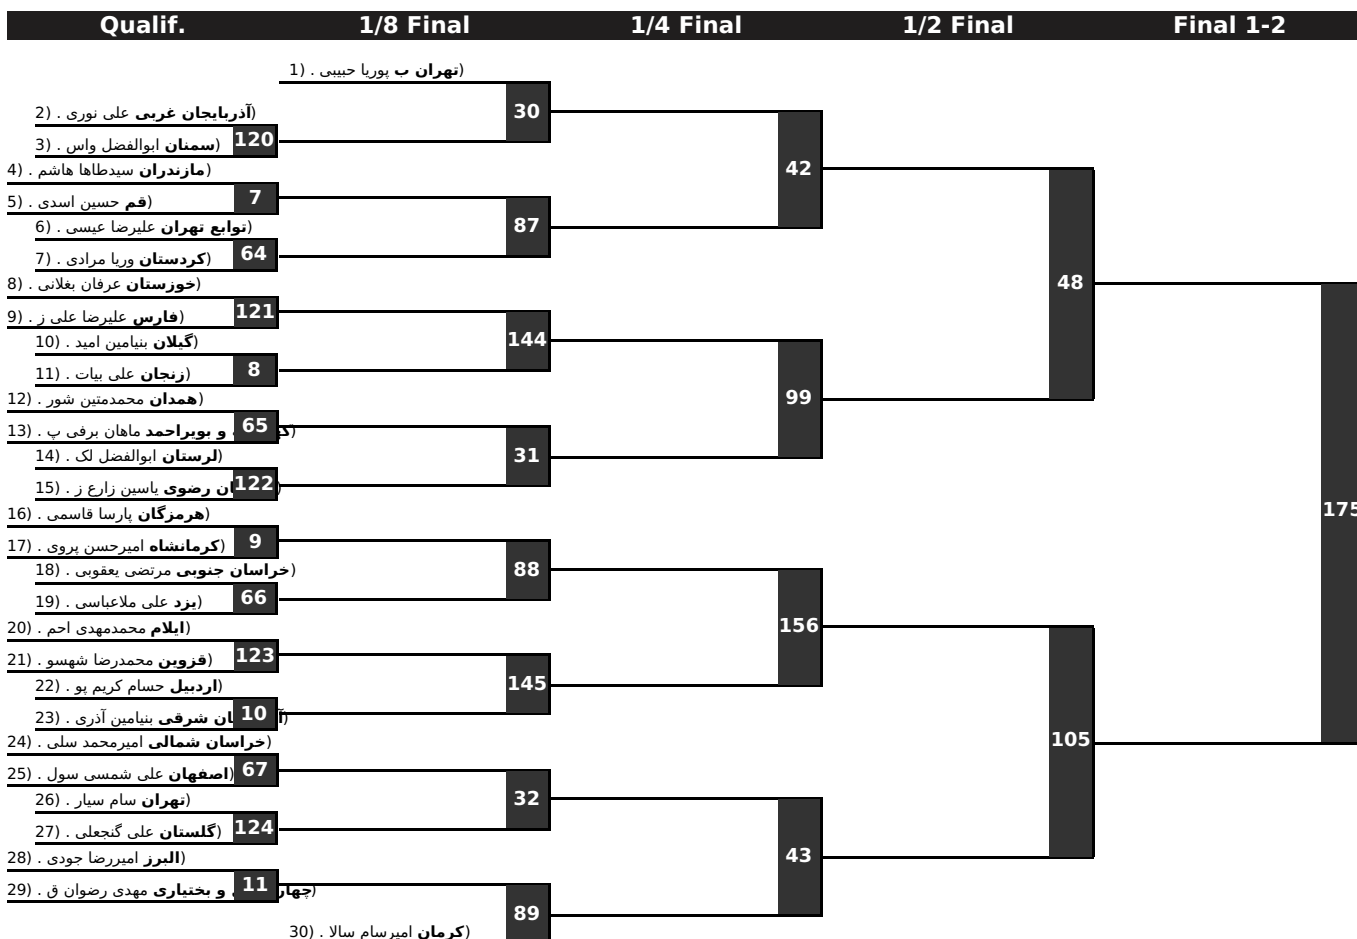 Qualif. 1/8 Final 1/4 Final 1/2 Final Final 1-2
1) . پوریا حبیبی (تهران ب)
30
2) . علی نوری (آذربایجان غربی)
120
3) . ابوالفضل واس (سمنان)
4) . سیدطاها هاشم (مازندران)
42
7
5) . حسین اسدی (قم)
87
6) . علیرضا عیسی (توابع تهران)
64
7) . وریا مرادی (کردستان)
48
8) . عرفان بغلانی (خوزستان)
121
9) . علیرضا علی ز (فارس)
144
10) . بنیامین امید (گیلان)
8
11) . علی بیات (زنجان)
99
12) . محمدمتین شور (همدان)
65
13) . ماهان برفی پ و بویراحمد)
31
14) . ابوالفضل لک (لرستان)
122
15) . یاسین زارع ز رضوی)
175
16) . پارسا قاسمی (هرمزگان)
9
17) . امیرحسن پروی (کرمانشاه)
88
18) . مرتضی یعقوبی (خراسان جنوبی)
66
19) . علی ملاعباسی (یزد)
156
20) . محمدمهدی احم (ایلام)
123
21) . محمدرضا شهسو (قزوین)
145
22) . حسام کریم پو (اردبیل)
10
23) . بنیامین آذری شرقی)
105
24) . امیرمحمد سلی (خراسان شمالی)
67
25) . علی شمسی سول (اصفهان)
32
26) . سام سیار (تهران)
124
27) . علی گنجعلی (گلستان)
43
28) . امیررضا جودی (البرز)
11
29) . مهدی رضوان ق و بختیاری)
89
30) . امیرسام سالا (کرمان)